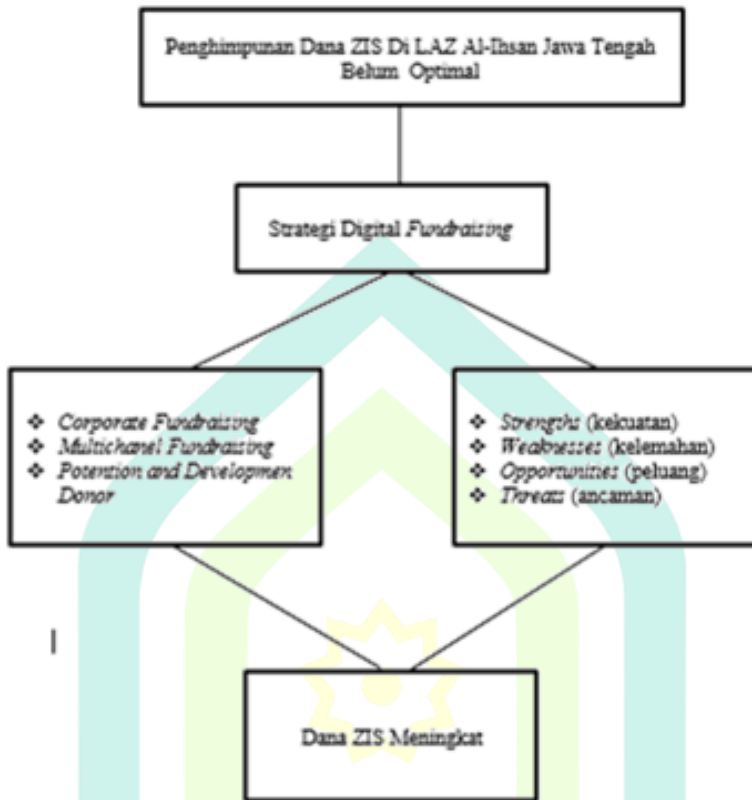 Penghimpunan Dana ZIS Di LAZ Al-Ihsan Jawa Tengah
Belum Optimal
Strategi Digital Fundraising
❖ Corporate Fundraising
❖ Multichanel Fundraising
❖ Potention and Developmen
Donor
❖ Strengths (kekuatan)
❖ Weaknesses (kelemahan)
❖ Opportunities (peluang)
❖ Threats (ancaman)
Dana ZIS Meningkat